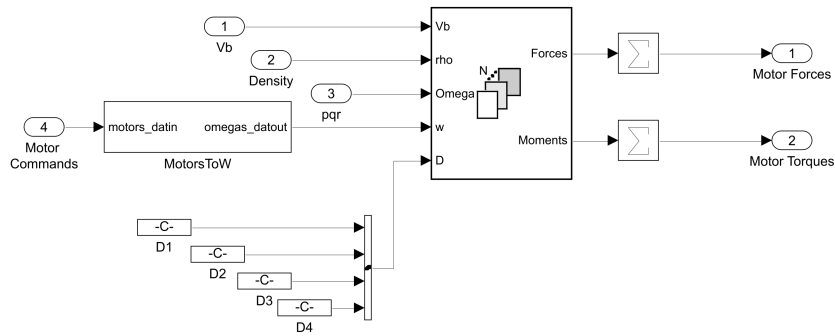 1
Vb
2
Density
3
pqr
4
Motor
Commands
motors_datin
omegas_datout
MotorsToW
Vb
rho
Omega
w
D
N
Forces
Moments
1
Motor Forces
2
Motor Torques
-C-
D1
-C-
D2
-C-
D3
-C-
D4